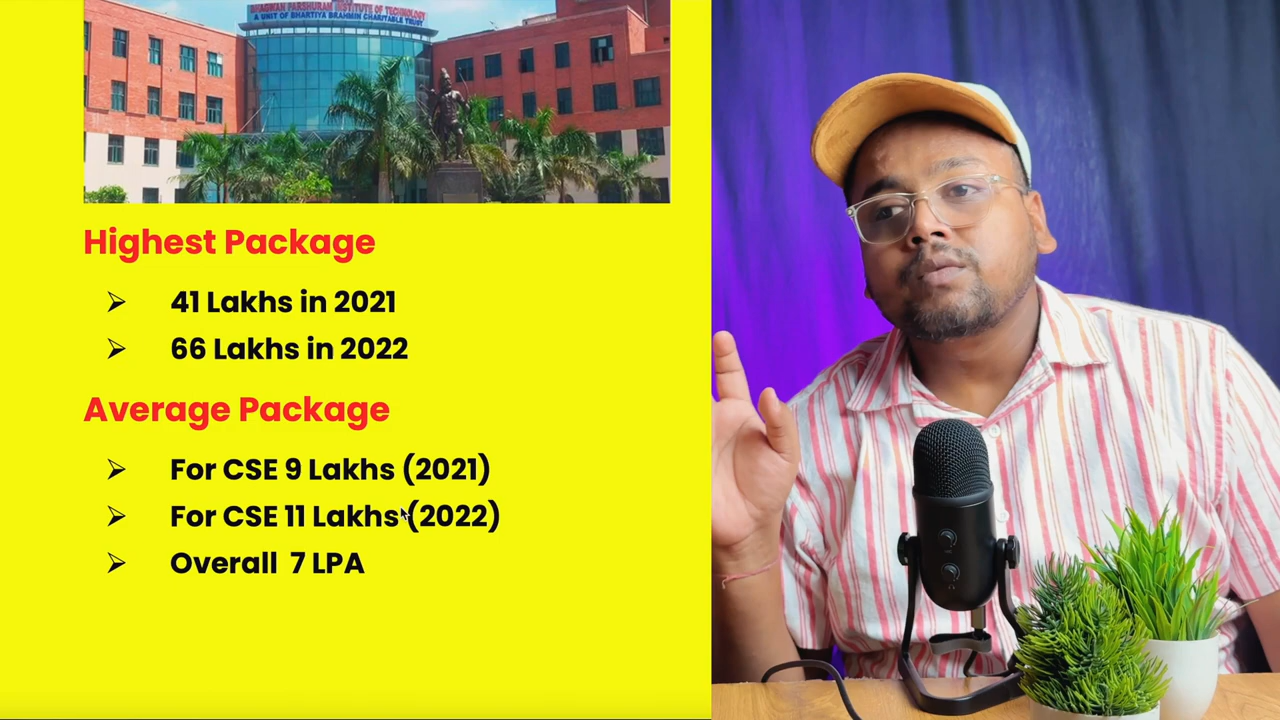 BHAGWAN PARSHURAM INSTITUTE OF TECHNOLOGY
A UNIT OF BHARTIYA BRAHMIN CHARITABLE TRUST
Highest Package
41 Lakhs in 2021
66 Lakhs in 2022
Average Package
For CSE 9 Lakhs (2021)
For CSE 11 Lakhs (2022)
Overall 7 LPA